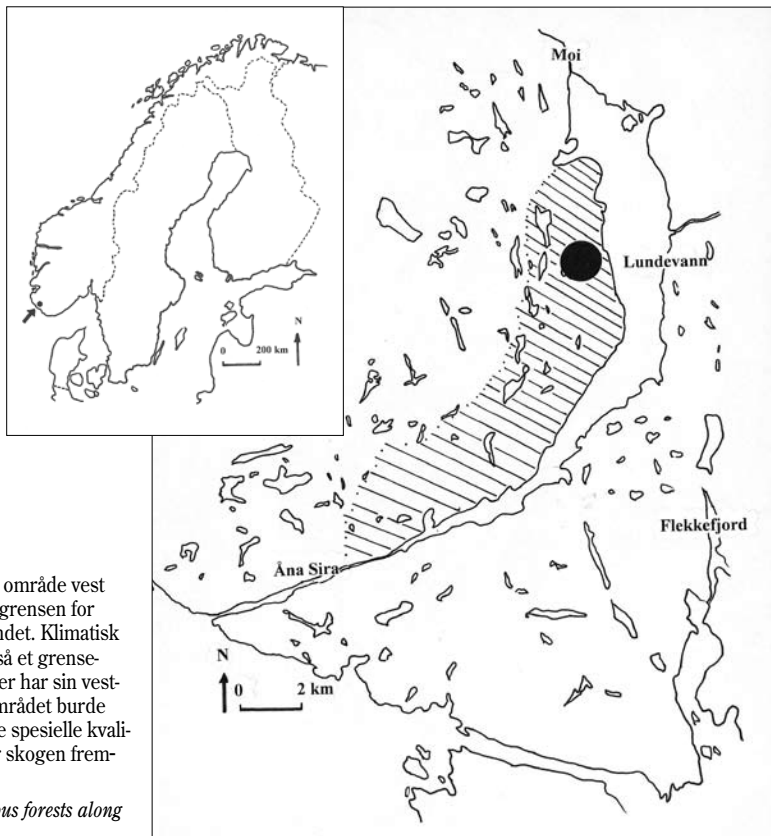 N
0 200 km
Moi
Lundevann
Flekkefjord
Åna Sira
N
0 2 km
område vest
grensen for
ndet. Klimatisk
så et grense-
er har sin vest-
området burde
e spesielle kvali-
r skogen frem-
ous forests along